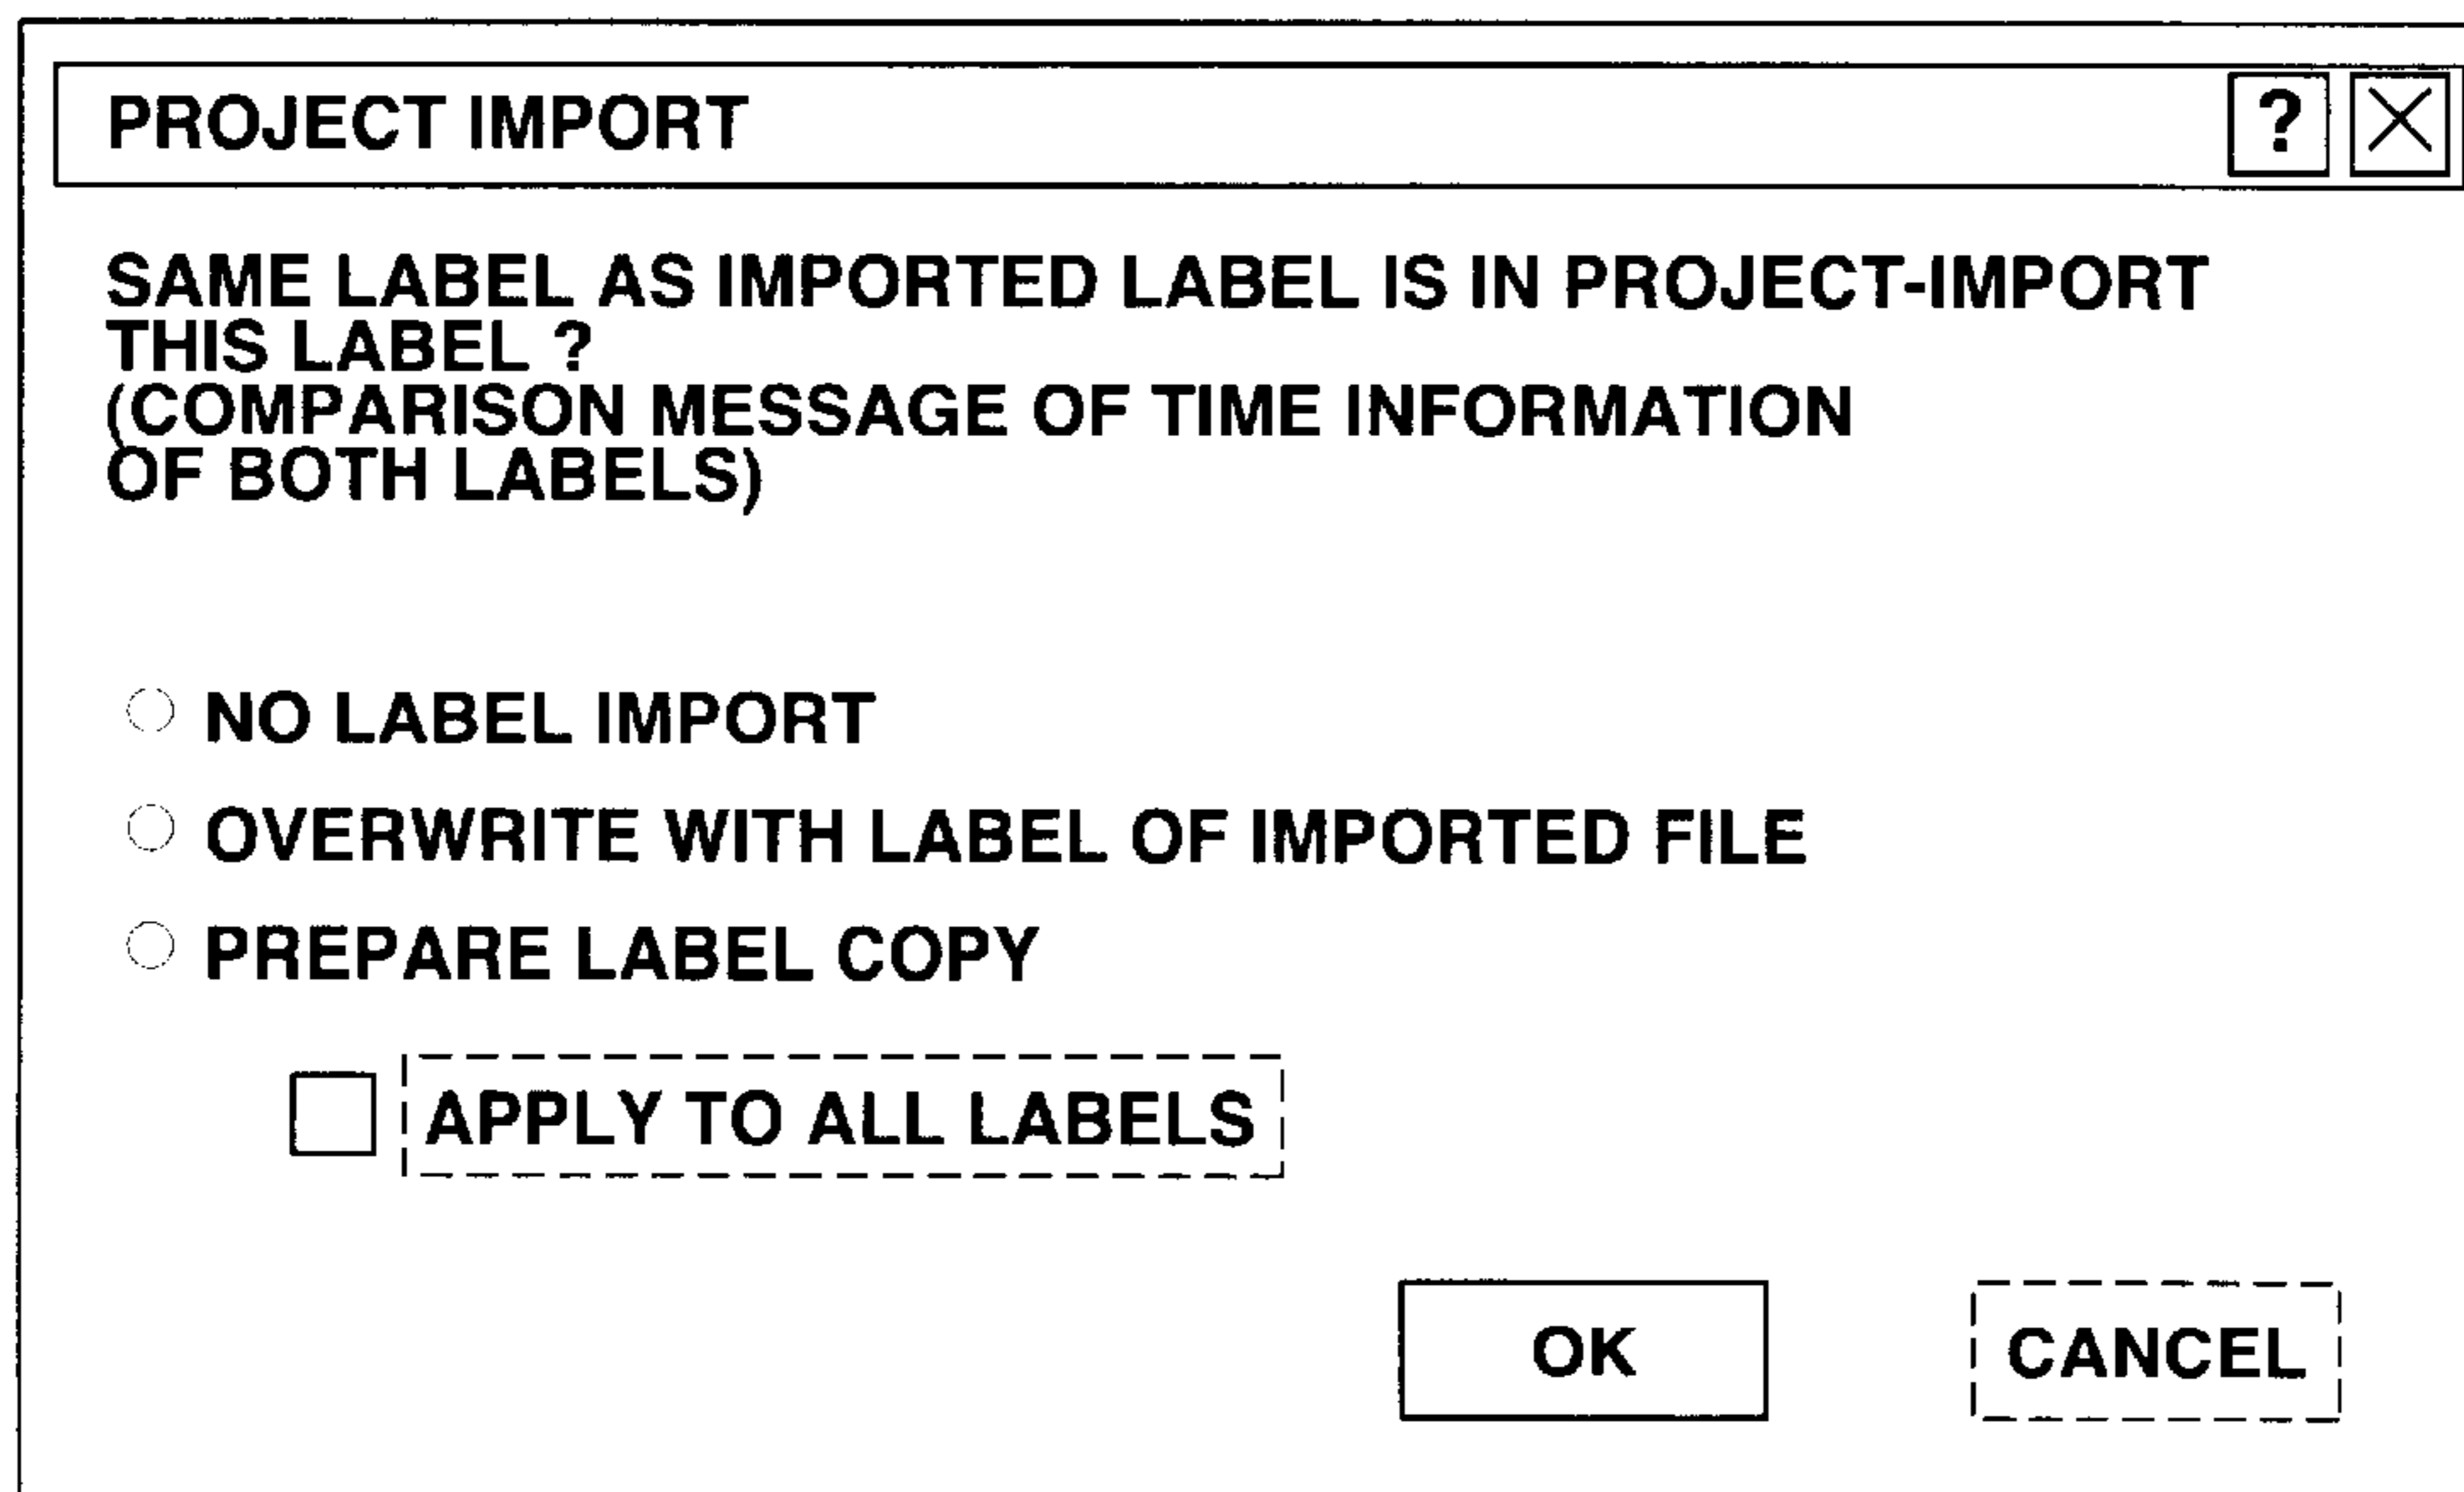 PROJECT IMPORT ?
SAME LABEL AS IMPORTED LABEL IS IN PROJECT-IMPORT
THIS LABEL ?
(COMPARISON MESSAGE OF TIME INFORMATION
OF BOTH LABELS)
NO LABEL IMPORT
OVERWRITE WITH LABEL OF IMPORTED FILE
PREPARE LABEL COPY
APPLY TO ALL LABELS
OK CANCEL